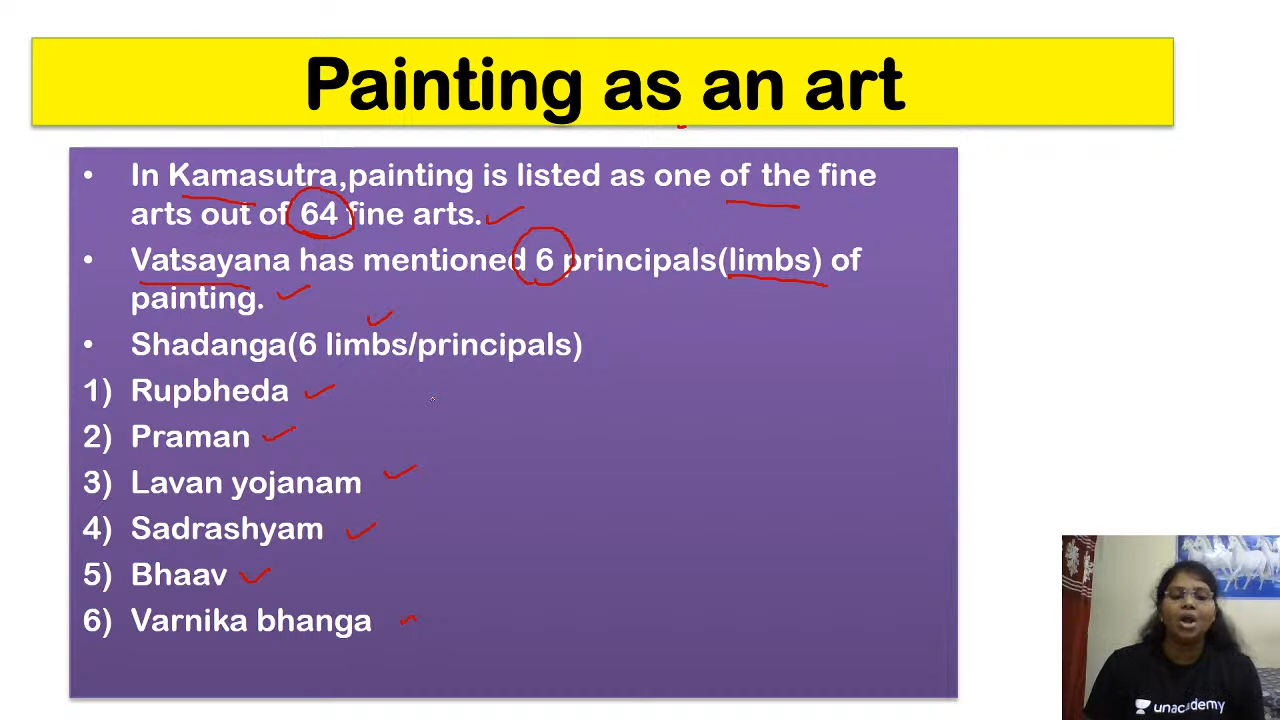 Painting as an art
• In Kamasutra,painting is listed as one of the fine
arts out of 64 fine arts.
• Vatsayana has mentioned 6 principals(limbs) of
painting.
• Shadanga(6 limbs/principals)
1) Rupbheda
2) Praman
3) Lavan yojanam
4) Sadrashyam
5) Bhaav
6) Varnika bhanga
unacademy